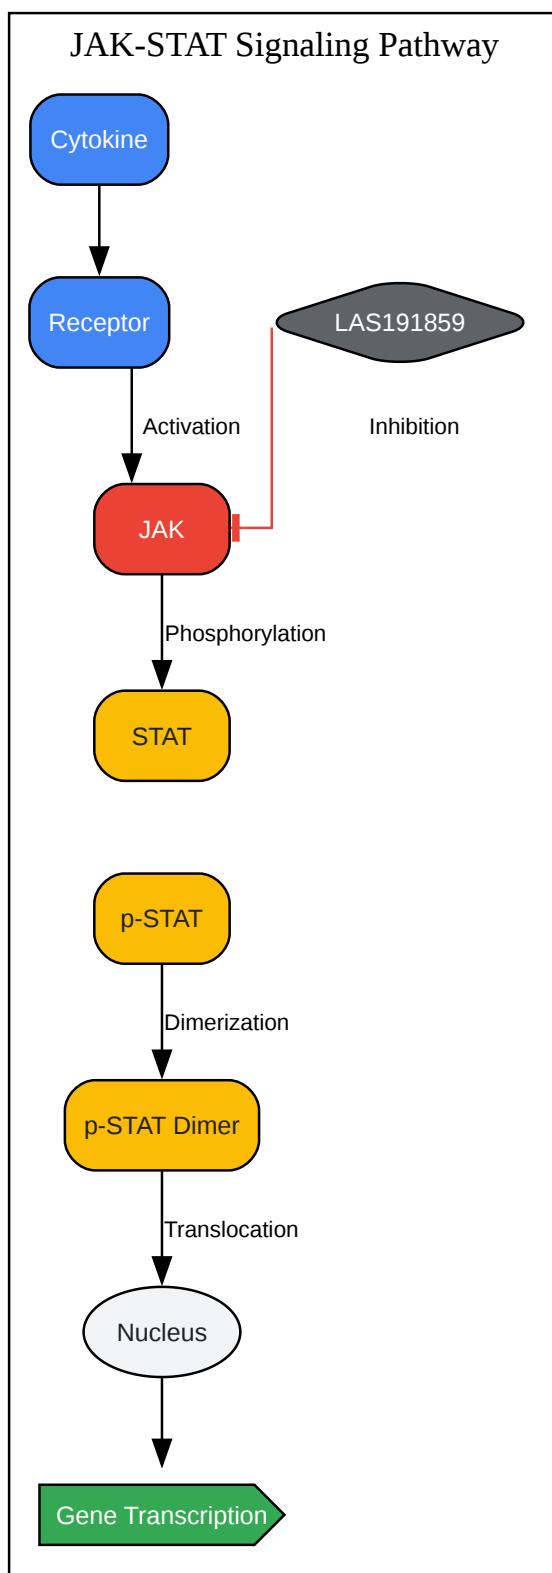 JAK-STAT Signaling Pathway
Cytokine
Receptor
LAS191859
Activation
Inhibition
JAK
Phosphorylation
STAT
p-STAT
Dimerization
p-STAT Dimer
Translocation
Nucleus
Gene Transcription